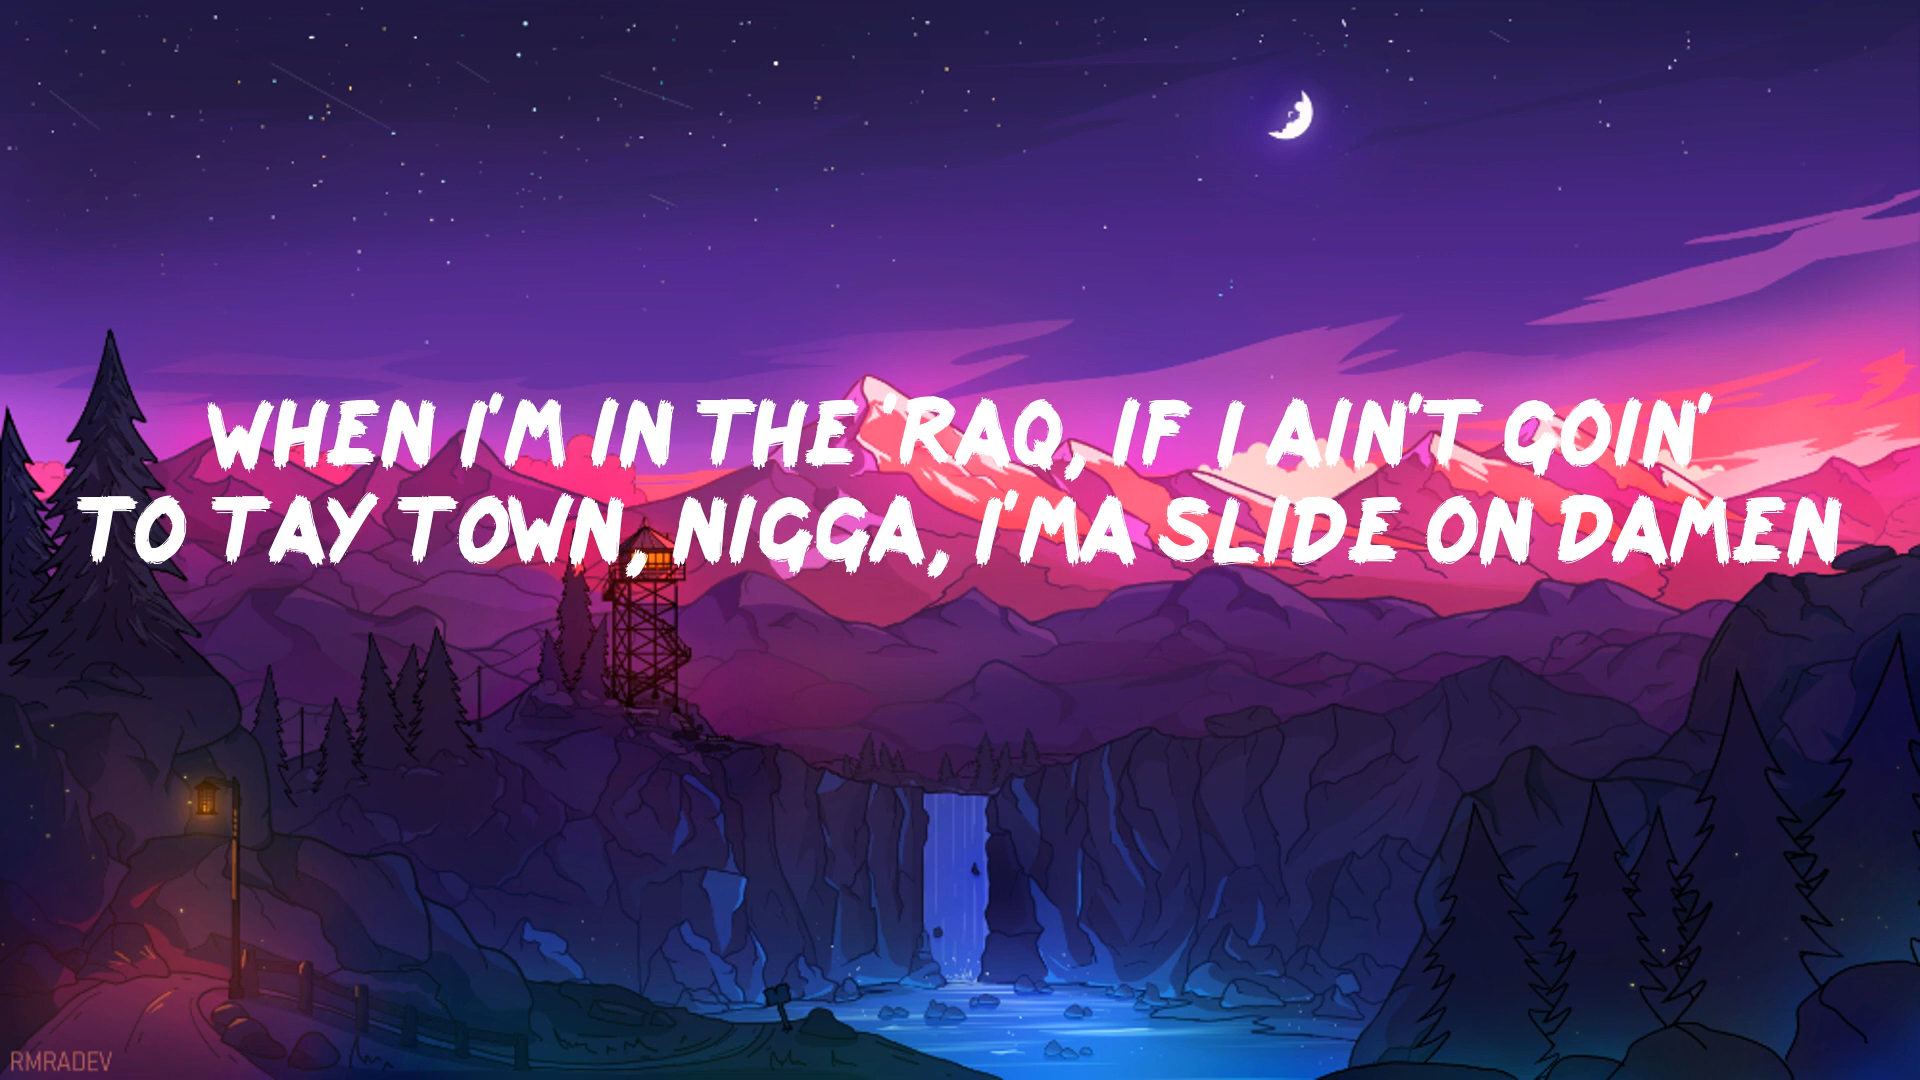 WHEN I'M IN THE 'RAQ, IF I AIN'T GOIN'
TO TAY TOWN, NIGGA, I'MA SLIDE ON DAMEN
RMRADEV